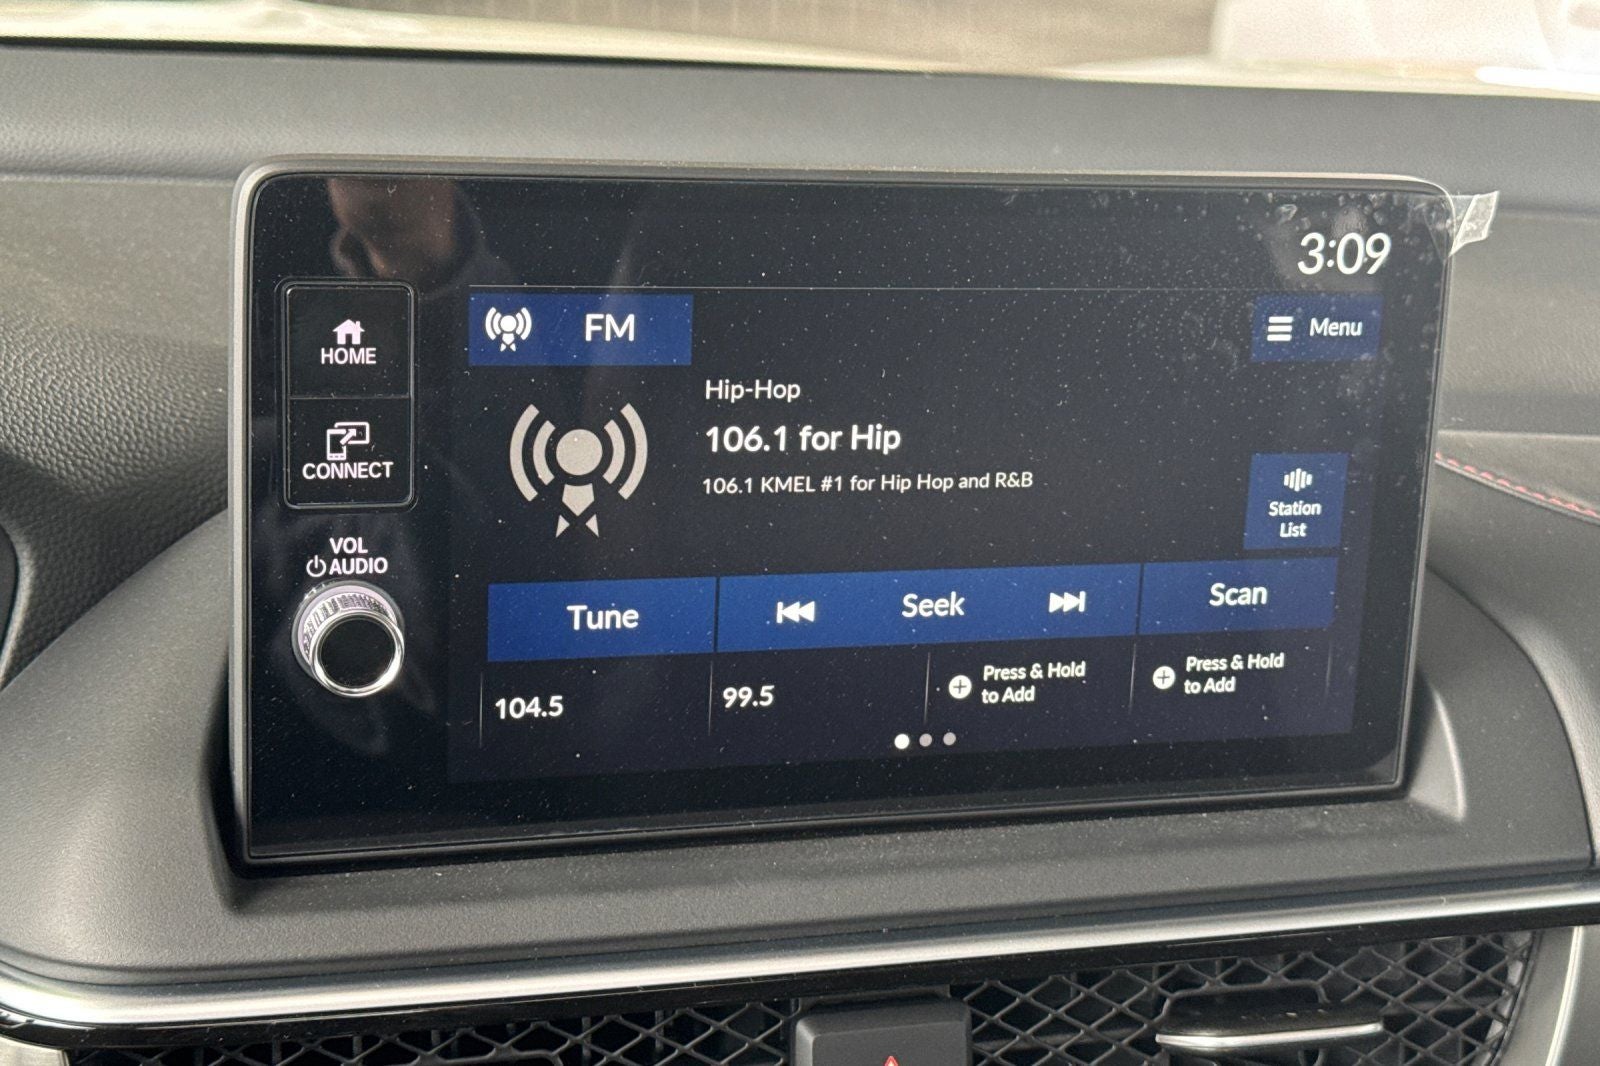 3:09
HOME
CONNECT
VOL
AUDIO
FM
Menu
Hip-Hop
106.1 for Hip
106.1 KMEL #1 for Hip Hop and R&B
Station
List
Tune
Seek
Scan
104.5
99.5
Press & Hold
to Add
Press & Hold
to Add